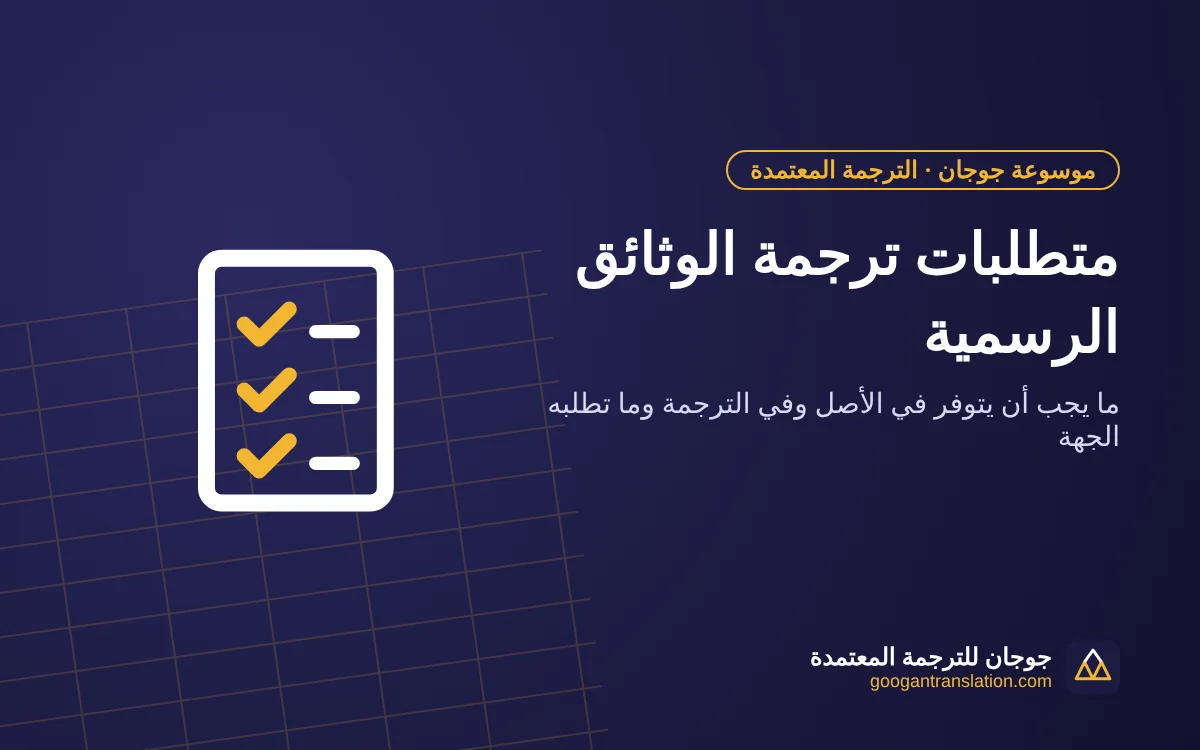 موسوعة جوجان · الترجمة المعتمدة
متطلبات ترجمة الوثائق
الرسمية
ما يجب أن يتوفر في الأصل وفي الترجمة وما تطلبه
الجهة
جوجان للترجمة المعتمدة
googantranslation.com